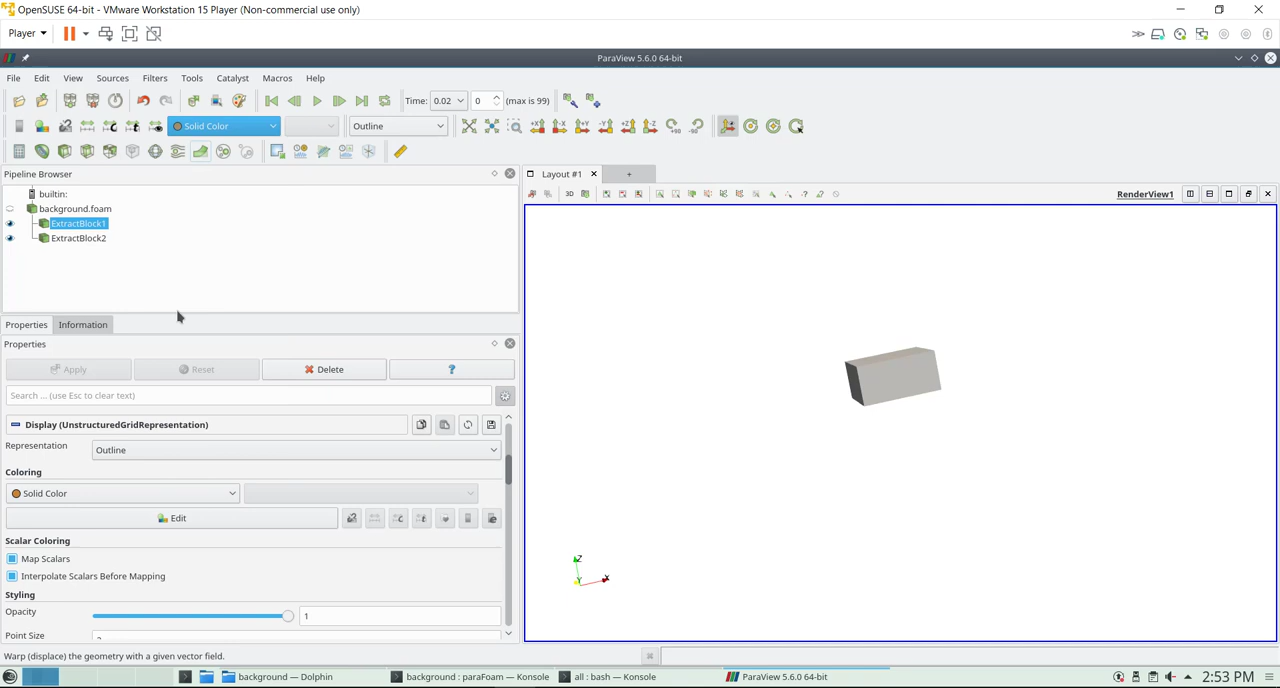 OpenSUSE 64-bit - VMware Workstation 15 Player (Non-commercial use only)
Player
ParaView 5.6.0 64-bit
File Edit View Sources Filters Tools Catalyst Macros Help
Time: 0.02 0 (max is 99)
Solid Color Outline
+X -X +Y -Y +Z -Z +90 -90
Pipeline Browser
Layout #1
+
builtin:
3D
RenderView1
background.foam
ExtractBlock1
ExtractBlock2
Properties Information
Properties
Apply Reset Delete ?
Search ... (use Esc to clear text)
Display (UnstructuredGridRepresentation)
Representation Outline
Coloring
Solid Color
Edit
Scalar Coloring
Map Scalars
Interpolate Scalars Before Mapping
Styling
Opacity 1
Point Size
Z
Y
X
Warp (displace) the geometry with a given vector field.
background — Dolphin
background : paraFoam — Konsole
all : bash — Konsole
ParaView 5.6.0 64-bit
2:53 PM